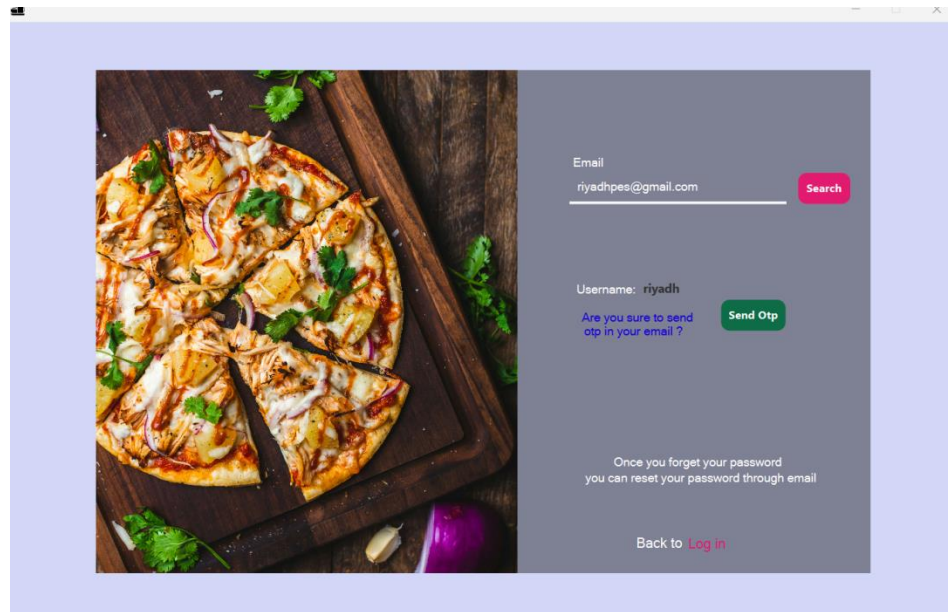 Email
riyadhpes@gmail.com
Search
Username: riyadh
Are you sure to send
otp in your email ?
Send Otp
Once you forget your password
you can reset your password through email
Back to Log in